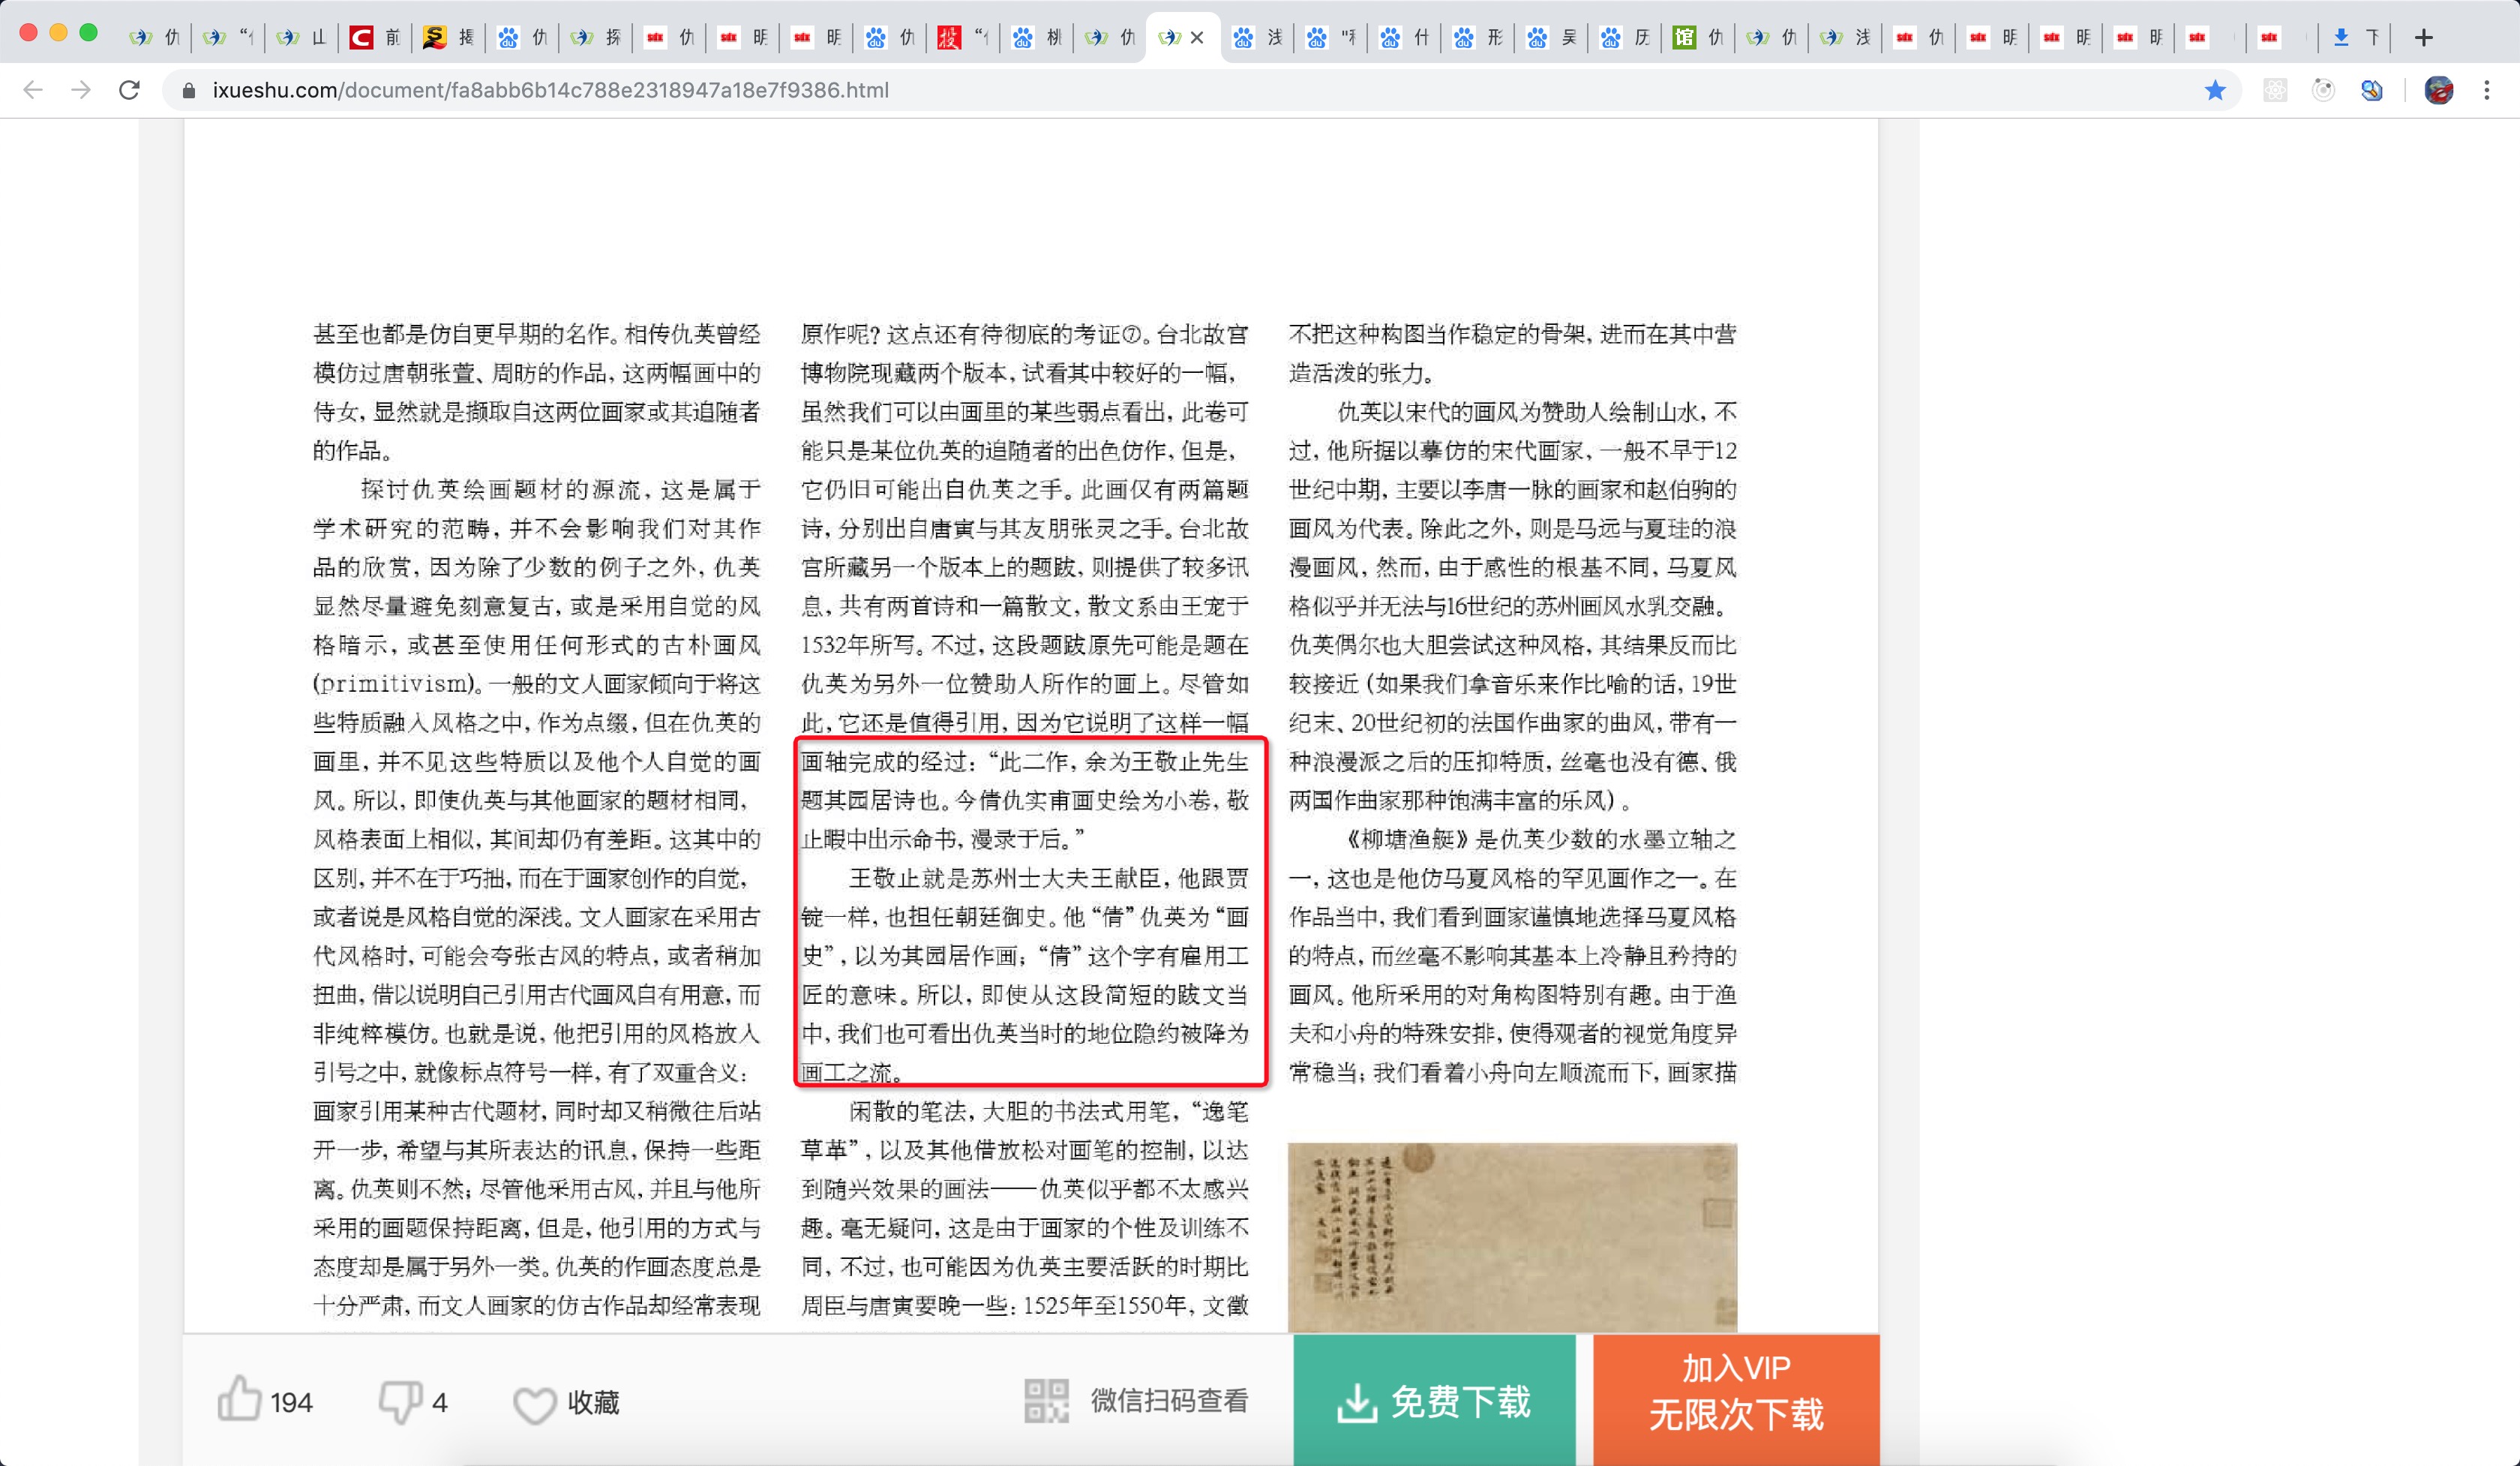 仇
“仇
山
前
搜
仇
探
仇
明
明
仇
“仇
桃
仇
浅
什
形
吴
历
馆
仇
仇
浅
仇
明
明
明
下
ixueshu.com/document/fa8abb6b14c788e2318947a18e7f9386.html
甚至也都是仿自更早期的名作。相传仇英曾经
模仿过唐朝张萱、周昉的作品,这两幅画中的
侍女,显然就是撷取自这两位画家或其追随者
的作品。
探讨仇英绘画题材的源流,这是属于
学术研究的范畴,并不会影响我们对其作
品的欣赏,因为除了少数的例子之外,仇英
显然尽量避免刻意复古,或是采用自觉的风
格暗示,或甚至使用任何形式的古朴画风
(primitivism)。一般的文人画家倾向于将这
些特质融入风格之中,作为点缀,但在仇英的
画里,并不见这些特质以及他个人自觉的画
风。所以,即使仇英与其他画家的题材相同,
风格表面上相似,其间却仍有差距。这其中的
区别,并不在于巧拙,而在于画家创作的自觉,
或者说是风格自觉的深浅。文人画家在采用古
代风格时,可能会夸张古风的特点,或者稍加
扭曲,借以说明自己引用古代画风自有用意,而
非纯粹模仿。也就是说,他把引用的风格放人
引号之中,就像标点符号一样,有了双重含义:
画家引用某种古代题材,同时却又稍微往后站
开一步,希望与其所表达的讯息,保持一些距
离。仇英则不然;尽管他采用古风,并且与他所
采用的画题保持距离,但是,他引用的方式与
态度却是属于另外一类。仇英的作画态度总是
十分严肃,而文人画家的仿古作品却经常表现
原作呢?这点还有待彻底的考证⑦。台北故宫
博物院现藏两个版本,试看其中较好的一幅,
虽然我们可以由画里的某些弱点看出,此卷可
能只是某位仇英的追随者的出色仿作,但是,
它仍旧可能出自仇英之手。此画仅有两篇题
诗,分别出自唐寅与其友朋张灵之手。台北故
宫所藏另一个版本上的题跋,则提供了较多讯
息,共有两首诗和一篇散文,散文系由王宠于
1532年所写。不过,这段题跋原先可能是题在
仇英为另外一位赞助人所作的画上。尽管如
此,它还是值得引用,因为它说明了这样一幅
画轴完成的经过:“此二作,余为王敬止先生
题其园居诗也。今倩仇实甫画史绘为小卷,敬
止暇中出示命书,漫录于后。”
王敬止就是苏州士大夫王献臣,他跟贾
锭一样,也担任朝廷御史。他“倩”仇英为“画
史”,以为其园居作画;“倩”这个字有雇用工
匠的意味。所以,即使从这段简短的跋文当
中,我们也可看出仇英当时的地位隐约被降为
画工之流。
闲散的笔法,大胆的书法式用笔,“逸笔
草革”,以及其他借放松对画笔的控制,以达
到随兴效果的画法——仇英似乎都不太感兴
趣。毫无疑问,这是由于画家的个性及训练不
同,不过,也可能因为仇英主要活跃的时期比
周臣与唐寅要晚一些:1525年至1550年,文徵
不把这种构图当作稳定的骨架,进而在其中营
造活泼的张力。
仇英以宋代的画风为赞助人绘制山水,不
过,他所据以摹仿的宋代画家,一般不早于12
世纪中期,主要以李唐一脉的画家和赵伯驹的
画风为代表。除此之外,则是马远与夏珪的浪
漫画风,然而,由于感性的根基不同,马夏风
格似乎并无法与16世纪的苏州画风水乳交融。
仇英偶尔也大胆尝试这种风格,其结果反而比
较接近(如果我们拿音乐来作比喻的话,19世
纪末、20世纪初的法国作曲家的曲风,带有一
种浪漫派之后的压抑特质,丝毫也没有德、俄
两国作曲家那种饱满丰富的乐风)。
《柳塘渔艇》是仇英少数的水墨立轴之
一,这也是他仿马夏风格的罕见画作之一。在
作品当中,我们看到画家谨慎地选择马夏风格
的特点,而丝毫不影响其基本上冷静且矜持的
画风。他所采用的对角构图特别有趣。由于渔
夫和小舟的特殊安排,使得观者的视觉角度异
常稳当;我们看着小舟向左顺流而下,画家描
194
4
收藏
微信扫码查看
免费下载
加入VIP
无限次下载